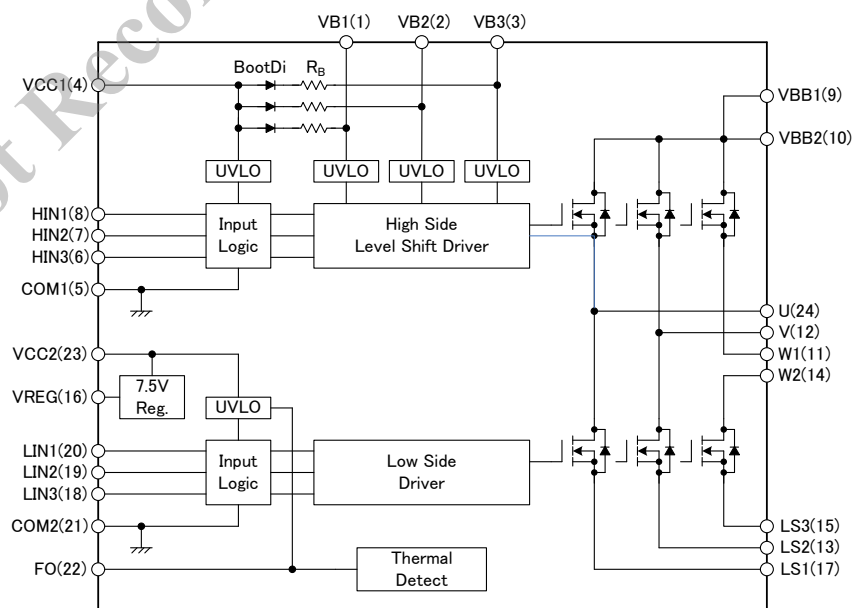 ot Recom
VB1(1) VB2(2) VB3(3)
BootDi RB
VCC1(4)
VBB1(9)
VBB2(10)
UVLO UVLO UVLO UVLO
HIN1(8)
HIN2(7)
HIN3(6)
Input
Logic
High Side
Level Shift Driver
COM1(5)
U(24)
V(12)
W1(11)
W2(14)
VCC2(23)
7.5V
Reg.
VREG(16)
UVLO
LIN1(20)
LIN2(19)
LIN3(18)
Input
Logic
Low Side
Driver
COM2(21)
LS3(15)
LS2(13)
LS1(17)
FO(22)
Thermal
Detect